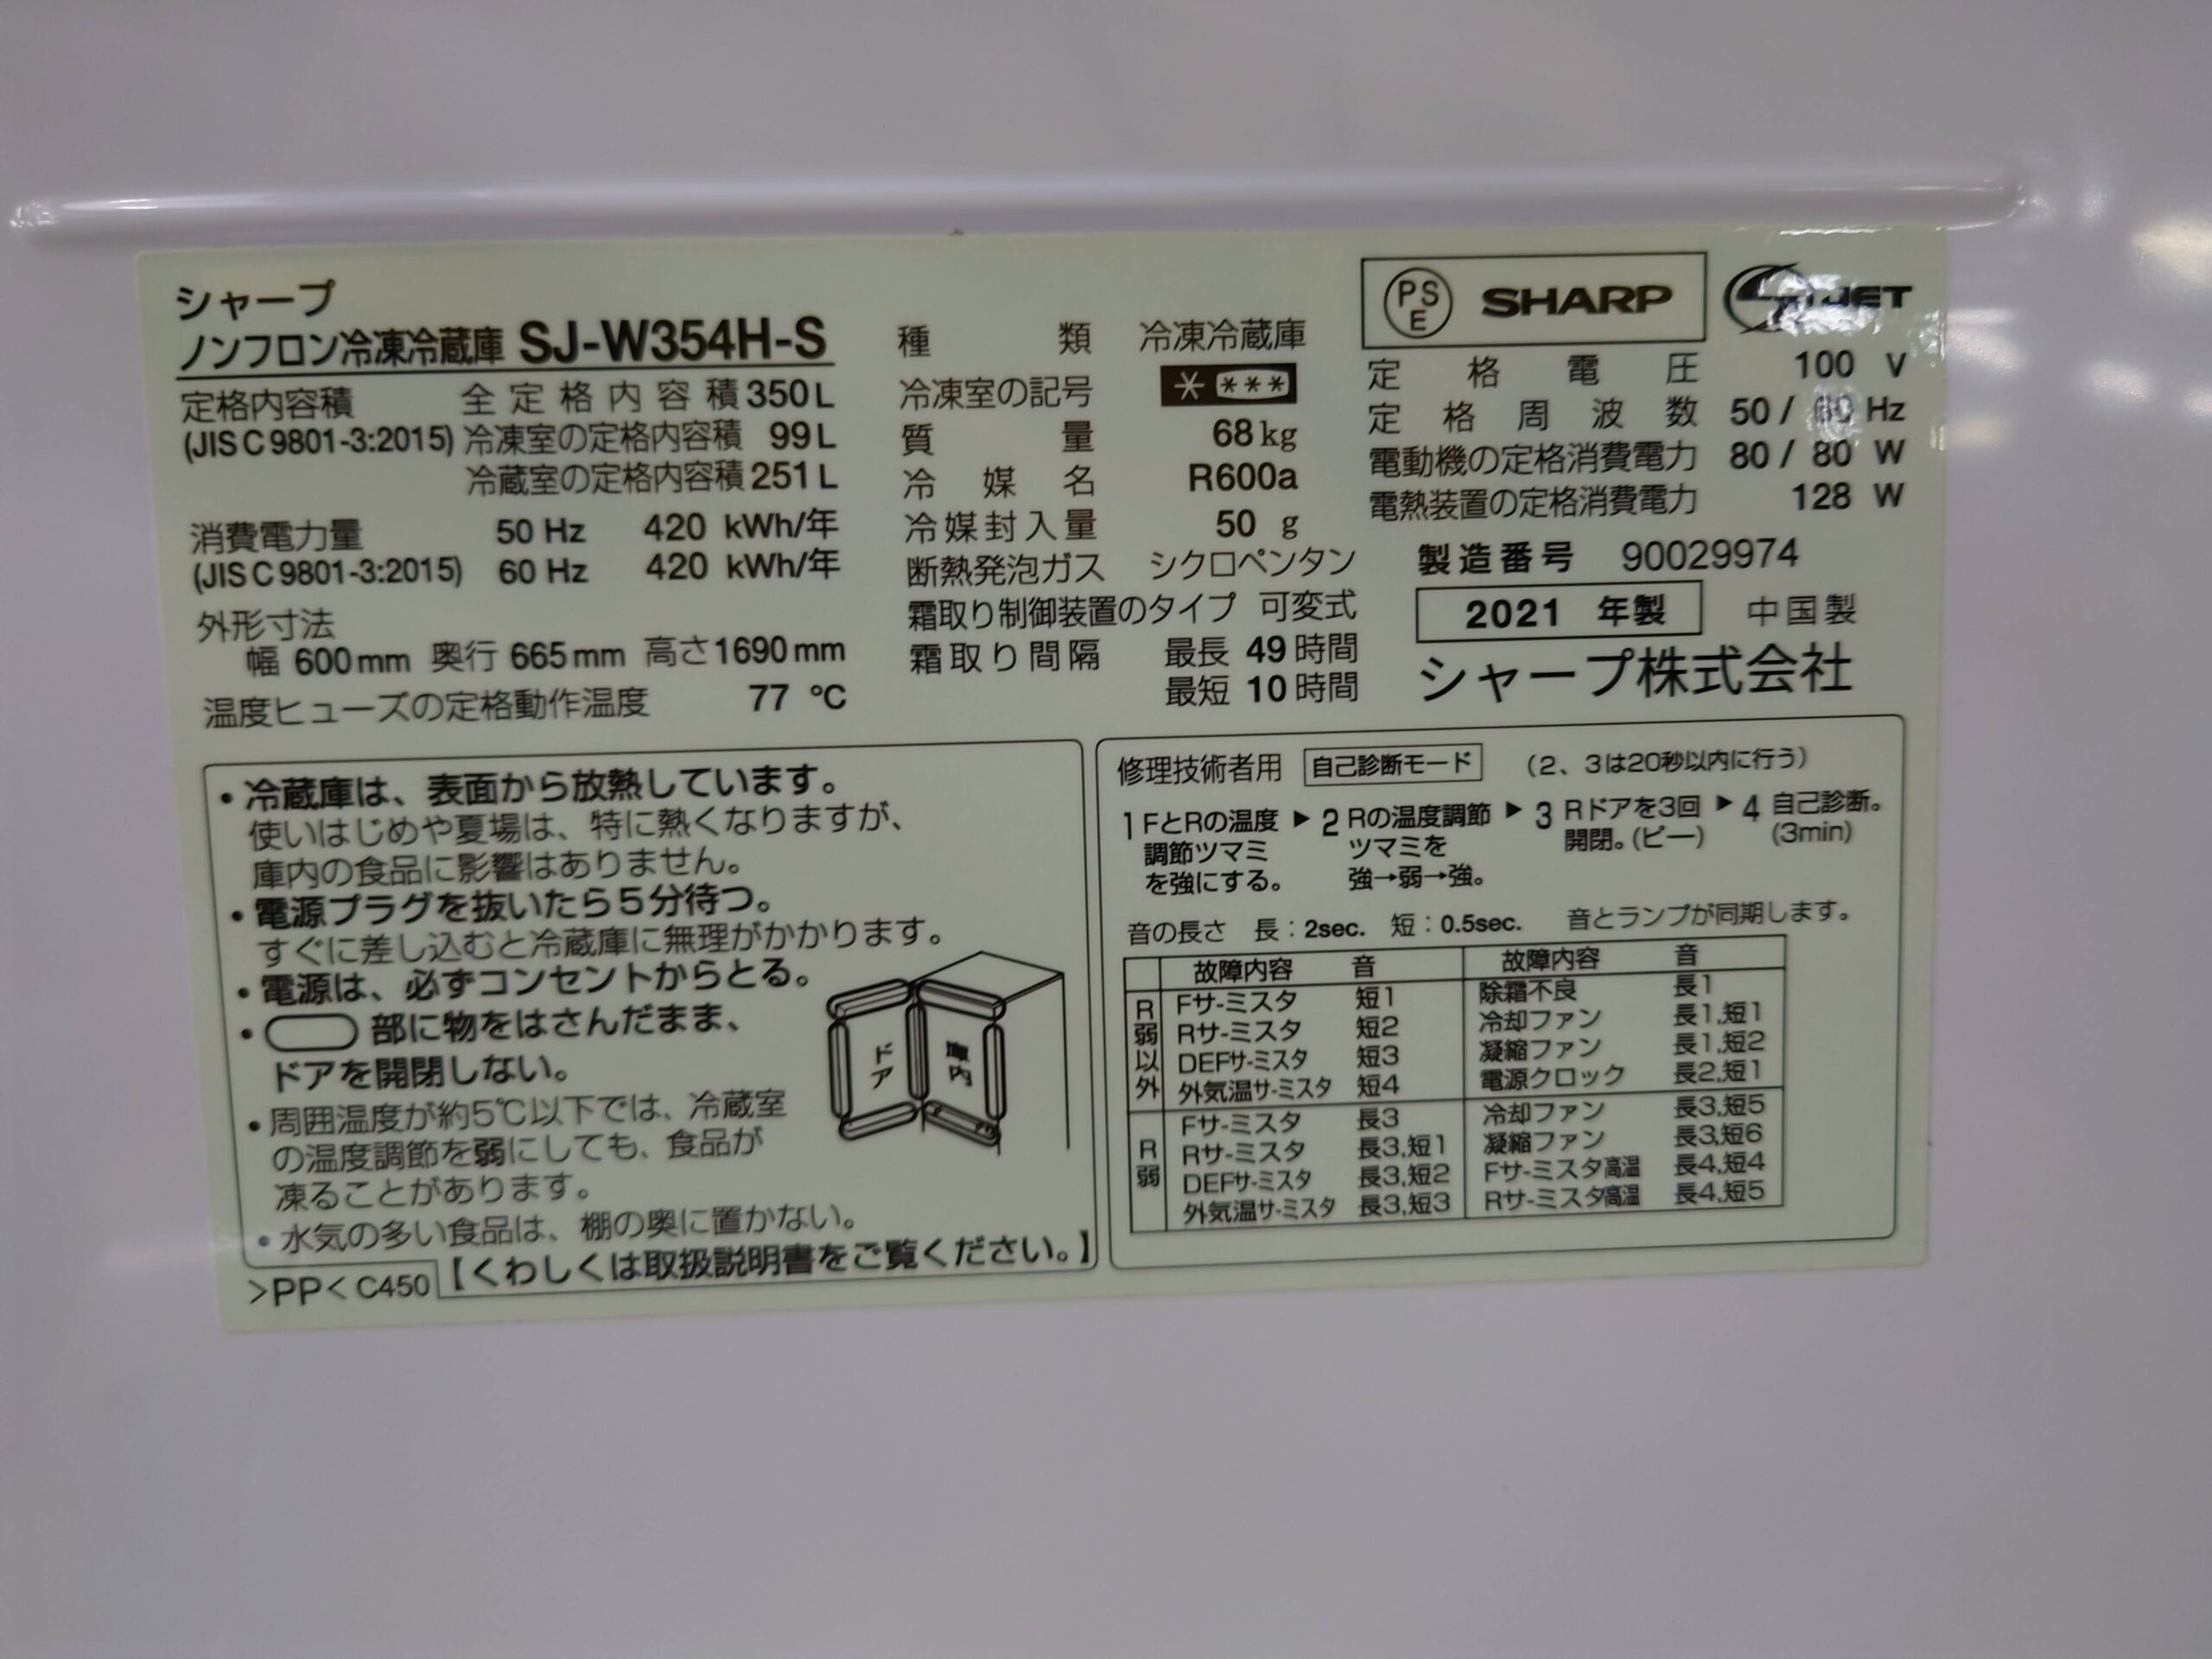 シャープ
ノンフロン冷凍冷蔵庫 SJ-W354H-S
定格内容積 全定格内容積 350L
(JIS C 9801-3:2015) 冷凍室の定格内容積 99L
冷蔵室の定格内容積 251L
消費電力量 50 Hz 420 kWh/年
(JIS C 9801-3:2015) 60 Hz 420 kWh/年
外形寸法
幅 600mm 奥行 665mm 高さ1690mm
温度ヒューズの定格動作温度 77 ℃
種類 冷凍冷蔵庫
冷凍室の記号 * ***
質量 68kg
冷媒名 R600a
冷媒封入量 50 g
断熱発泡ガス シクロペンタン
霜取り制御装置のタイプ 可変式
霜取り間隔 最長 49時間
最短 10時間
PSE SHARP JET
定格電圧 100 V
定格周波数 50 / 60 Hz
電動機の定格消費電力 80 / 80 W
電熱装置の定格消費電力 128 W
製造番号 90029974
2021 年製 中国製
シャープ株式会社
・冷蔵庫は、表面から放熱しています。
使いはじめや夏場は、特に熱くなりますが、
庫内の食品に影響はありません。
・電源プラグを抜いたら5分待つ。
すぐに差し込むと冷蔵庫に無理がかかります。
・電源は、必ずコンセントからとる。
・部に物をはさんだまま、
ドアを開閉しない。
・周囲温度が約5℃以下では、冷蔵室
の温度調節を弱にしても、食品が
凍ることがあります。
・水気の多い食品は、棚の奥に置かない。
【くわしくは取扱説明書をご覧ください。】
ドア
庫内
>PP< C450
修理技術者用 自己診断モード (2、3は20秒以内に行う)
1 FとRの温度調節ツマミを強にする。 ▶ 2 Rの温度調節ツマミを強→弱→強。 ▶ 3 Rドアを3回開閉。(ピー) ▶ 4 自己診断。(3min)
音の長さ 長：2sec. 短：0.5sec. 音とランプが同期します。
故障内容 音 故障内容 音
R弱以外
Fサ-ミスタ 短1 除霜不良 長1
Rサ-ミスタ 短2 冷却ファン 長1,短1
DEFサ-ミスタ 短3 凝縮ファン 長1,短2
外気温サ-ミスタ 短4 電源クロック 長2,短1
R弱
Fサ-ミスタ 長3 冷却ファン 長3,短5
Rサ-ミスタ 長3,短1 凝縮ファン 長3,短6
DEFサ-ミスタ 長3,短2 Fサ-ミスタ高温 長4,短4
外気温サ-ミスタ 長3,短3 Rサ-ミスタ高温 長4,短5